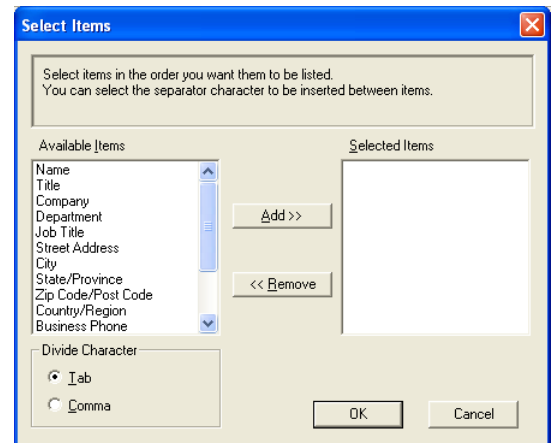 Select Items
Select items in the order you want them to be listed.
You can select the separator character to be inserted between items.
Available Items
Selected Items
Name
Title
Company
Department
Job Title
Street Address
City
State/Province
Zip Code/Post Code
Country/Region
Business Phone
Add >>
<< Remove
Divide Character
Tab
Comma
OK
Cancel